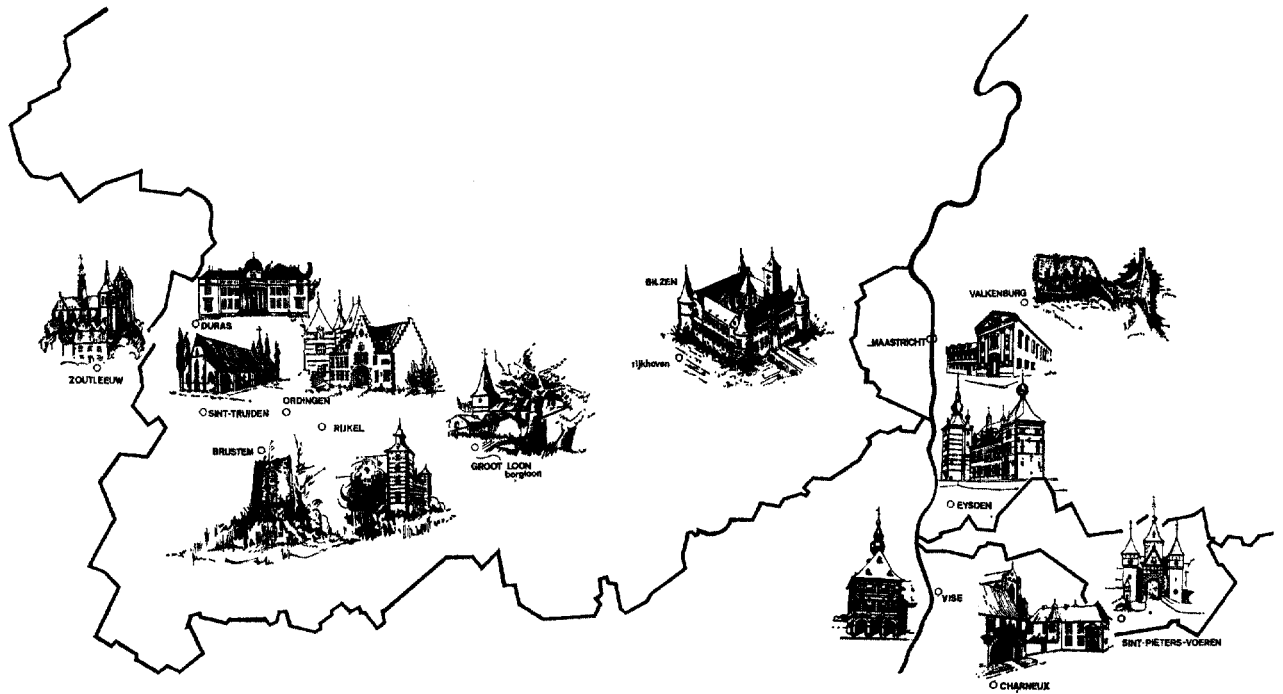 BILZEN
VALKENBURG
DURAS
MAASTRICHT
rijkhoven
ZOUTLEEUW
ORDINGEN
SINT-TRUIDEN
RIJKEL
BRUSTEM
GROOT LOON
borgloon
EYSDEN
VISE
SINT-PIETERS-VOEREN
CHARNEUX